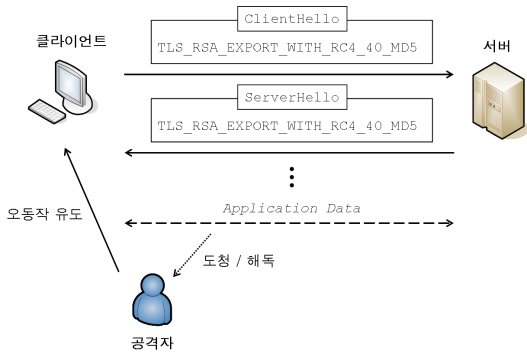 ClientHello
클라이언트
TLS_RSA_EXPORT_WITH_RC4_40_MD5
서버
ServerHello
TLS_RSA_EXPORT_WITH_RC4_40_MD5
Application Data
오동작 유도
도청 / 해독
공격자